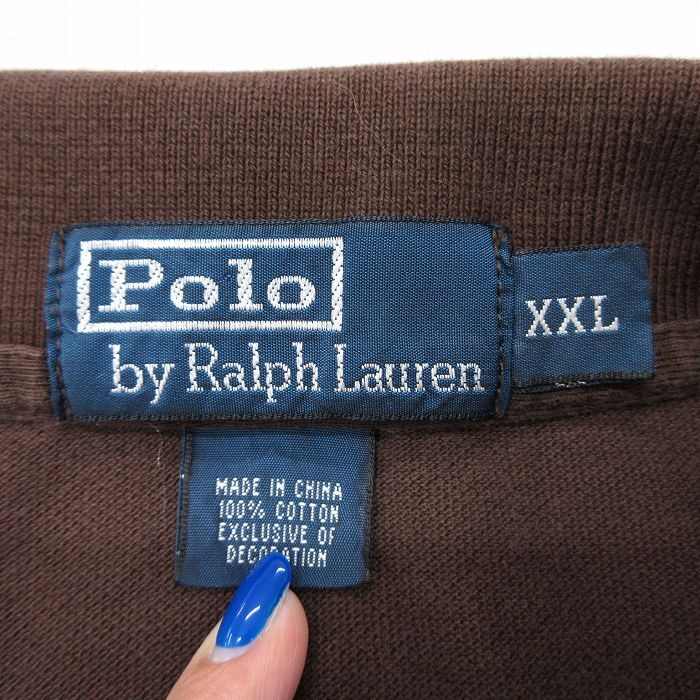 Polo
by Ralph Lauren
XXL
MADE IN CHINA
100% COTTON
EXCLUSIVE OF
DECORATION